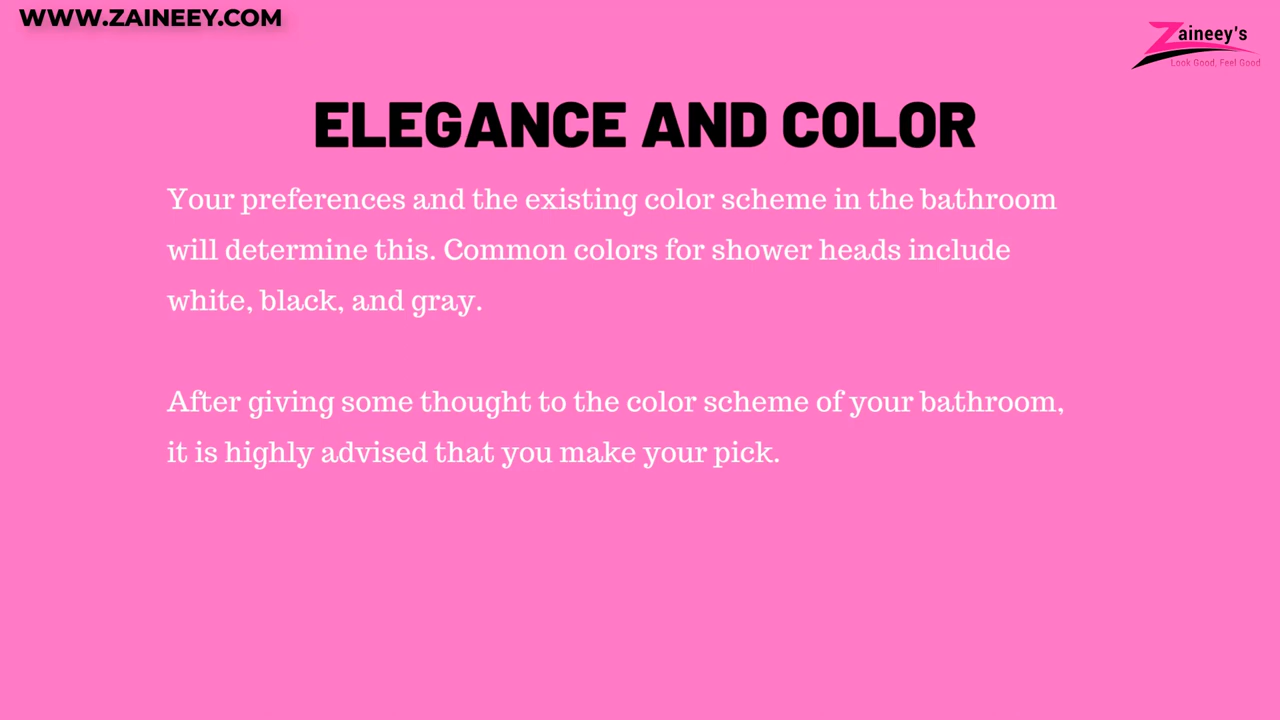 WWW.ZAINEEY.COM
Zaineey's
Look Good, Feel Good
ELEGANCE AND COLOR
Your preferences and the existing color scheme in the bathroom
will determine this. Common colors for shower heads include
white, black, and gray.
After giving some thought to the color scheme of your bathroom,
it is highly advised that you make your pick.